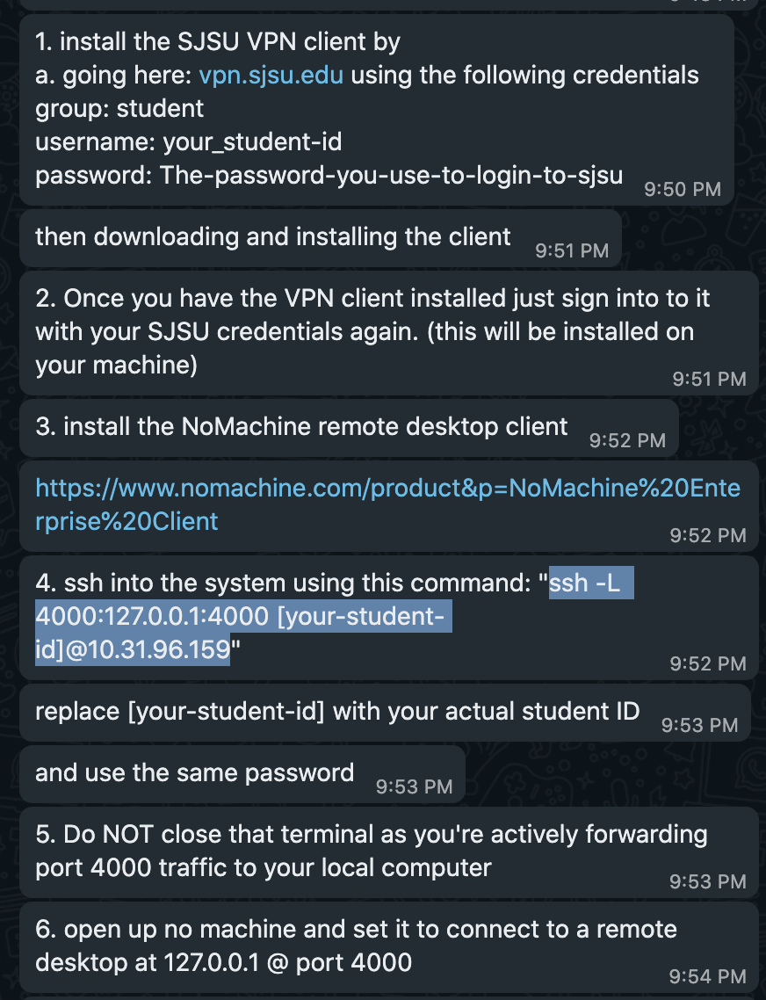 1. install the SJSU VPN client by
a. going here: vpn.sjsu.edu using the following credentials
group: student
username: your_student-id
password: The-password-you-use-to-login-to-sjsu
9:50 PM
then downloading and installing the client
9:51 PM
2. Once you have the VPN client installed just sign into to it
with your SJSU credentials again. (this will be installed on
your machine)
9:51 PM
3. install the NoMachine remote desktop client
9:52 PM
https://www.nomachine.com/product&p=NoMachine%20Ente
rprise%20Client
9:52 PM
4. ssh into the system using this command: "ssh -L
4000:127.0.0.1:4000 [your-student-
id]@10.31.96.159"
9:52 PM
replace [your-student-id] with your actual student ID
9:53 PM
and use the same password
9:53 PM
5. Do NOT close that terminal as you're actively forwarding
port 4000 traffic to your local computer
9:53 PM
6. open up no machine and set it to connect to a remote
desktop at 127.0.0.1 @ port 4000
9:54 PM